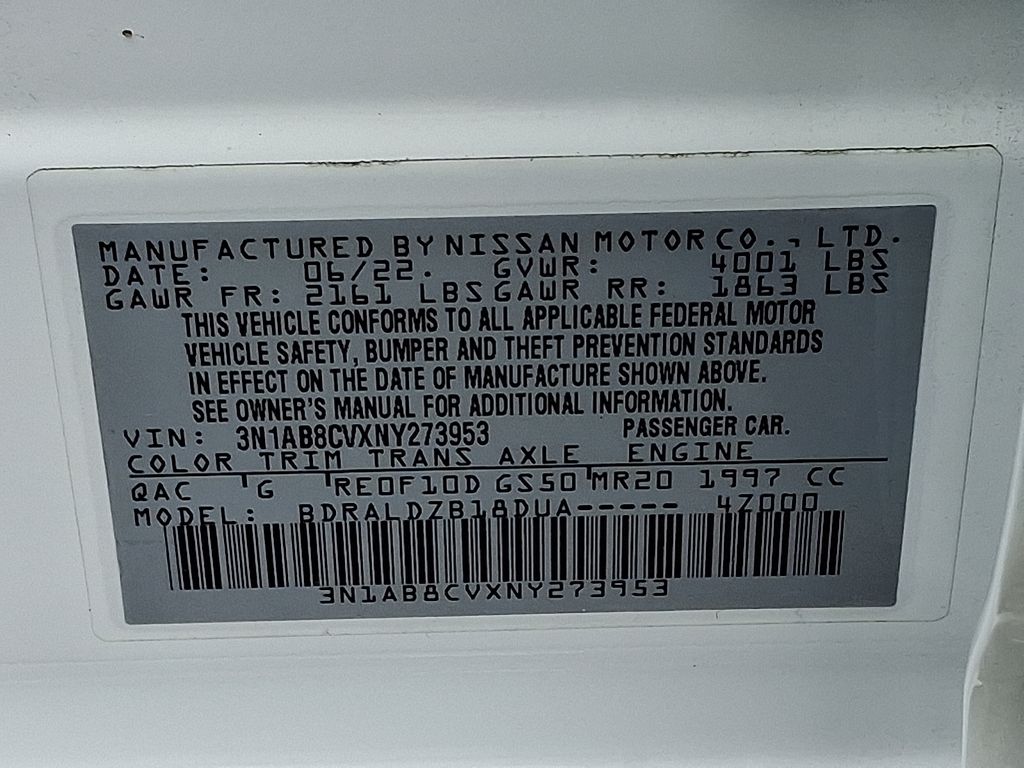 MANUFACTURED BY NISSAN MOTOR CO., LTD.
DATE: 06/22. GVWR: 4001 LBS
GAWR FR: 2161 LBS GAWR RR: 1863 LBS
THIS VEHICLE CONFORMS TO ALL APPLICABLE FEDERAL MOTOR
VEHICLE SAFETY, BUMPER AND THEFT PREVENTION STANDARDS
IN EFFECT ON THE DATE OF MANUFACTURE SHOWN ABOVE.
SEE OWNER'S MANUAL FOR ADDITIONAL INFORMATION.
VIN: 3N1AB8CVXNY273953 PASSENGER CAR.
COLOR TRIM TRANS AXLE ENGINE
QAC G RE0F10D GS50 MR20 1997 CC
MODEL: BDRALDZB18DUA----- 4Z000
3N1AB8CVXNY273953